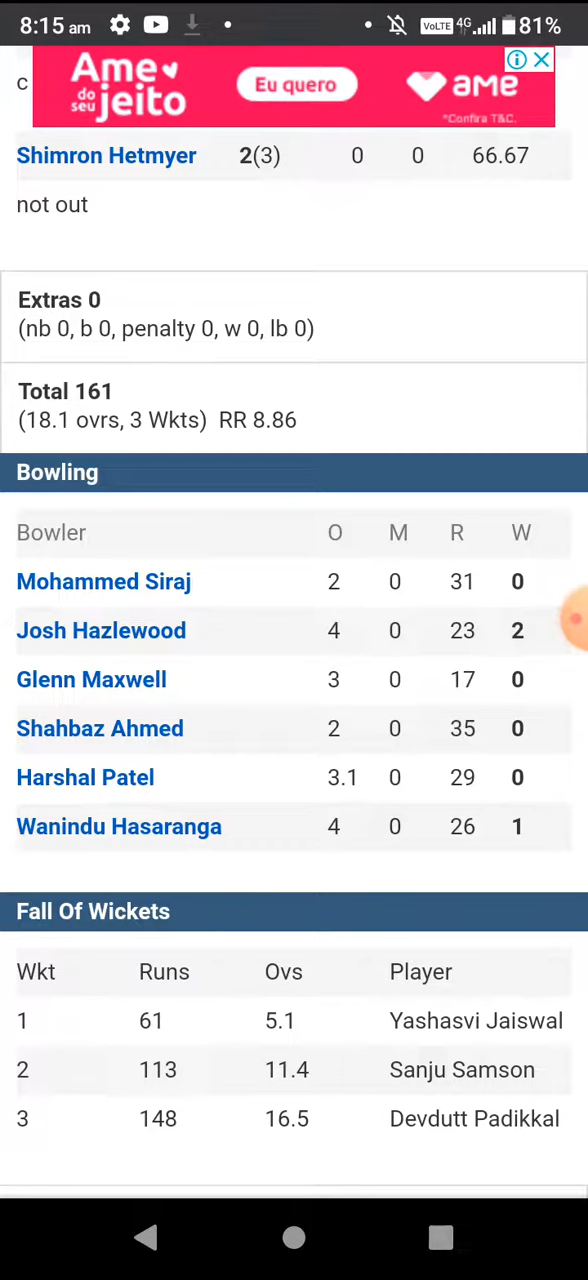 8:15 am VoLTE 4G 81%
c
Ame do seu jeito Eu quero ame
*Confira T&C.
Shimron Hetmyer 2(3) 0 0 66.67
not out
Extras 0
(nb 0, b 0, penalty 0, w 0, lb 0)
Total 161
(18.1 ovrs, 3 Wkts) RR 8.86
Bowling
Bowler O M R W
Mohammed Siraj 2 0 31 0
Josh Hazlewood 4 0 23 2
Glenn Maxwell 3 0 17 0
Shahbaz Ahmed 2 0 35 0
Harshal Patel 3.1 0 29 0
Wanindu Hasaranga 4 0 26 1
Fall Of Wickets
Wkt Runs Ovs Player
1 61 5.1 Yashasvi Jaiswal
2 113 11.4 Sanju Samson
3 148 16.5 Devdutt Padikkal